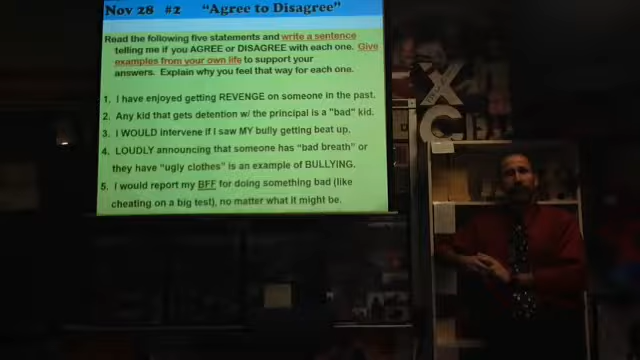 Nov 28 #2 "Agree to Disagree"
Read the following five statements and write a sentence
telling me if you AGREE or DISAGREE with each one. Give
examples from your own life to support your
answers. Explain why you feel that way for each one.
1. I have enjoyed getting REVENGE on someone in the past.
2. Any kid that gets detention w/ the principal is a "bad" kid.
3. I WOULD intervene if I saw MY bully getting beat up.
4. LOUDLY announcing that someone has "bad breath" or
they have "ugly clothes" is an example of BULLYING.
5. I would report my BFF for doing something bad (like
cheating on a big test), no matter what it might be.
X
C